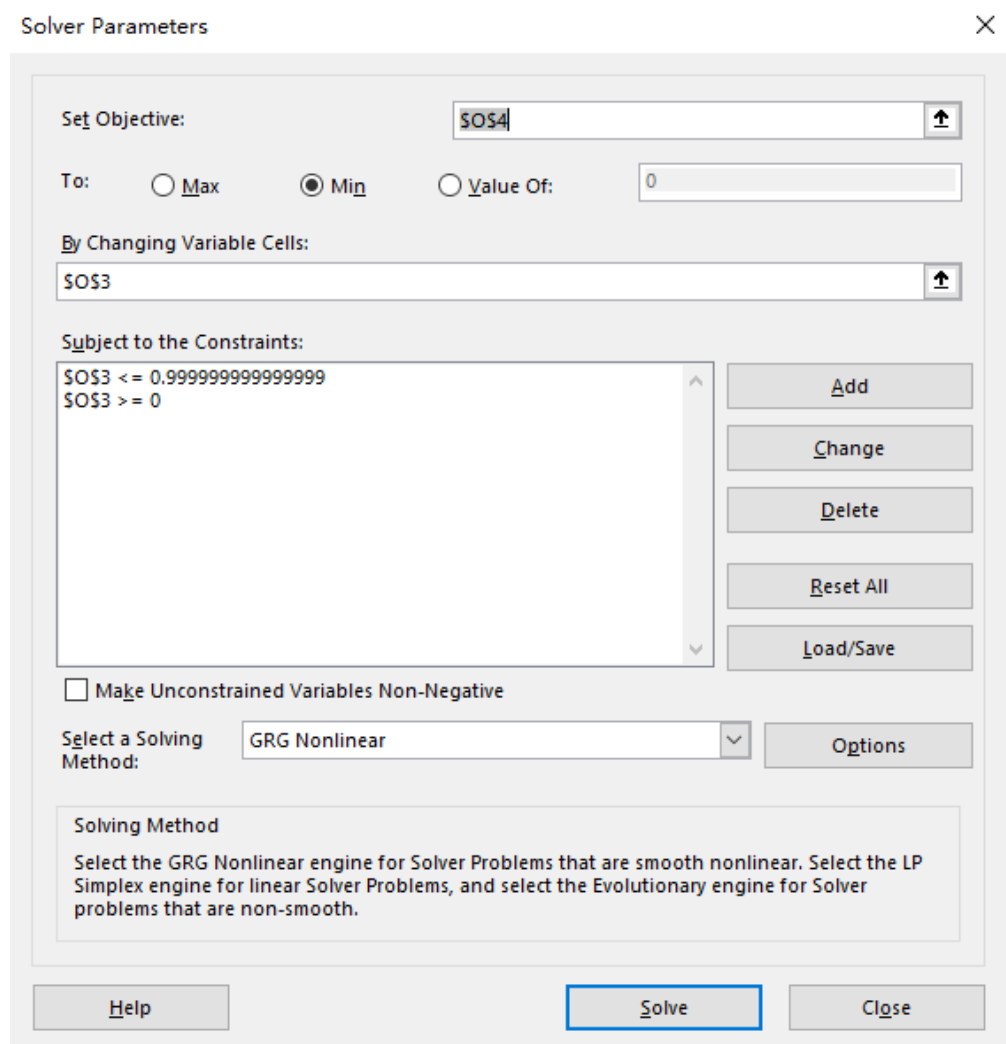 Solver Parameters
Set Objective:
$O$4
To:
Max
Min
Value Of:
0
By Changing Variable Cells:
$O$3
Subject to the Constraints:
$O$3 <= 0.999999999999999
$O$3 >= 0
Add
Change
Delete
Reset All
Load/Save
Make Unconstrained Variables Non-Negative
Select a Solving
Method:
GRG Nonlinear
Options
Solving Method
Select the GRG Nonlinear engine for Solver Problems that are smooth nonlinear. Select the LP
Simplex engine for linear Solver Problems, and select the Evolutionary engine for Solver
problems that are non-smooth.
Help
Solve
Close